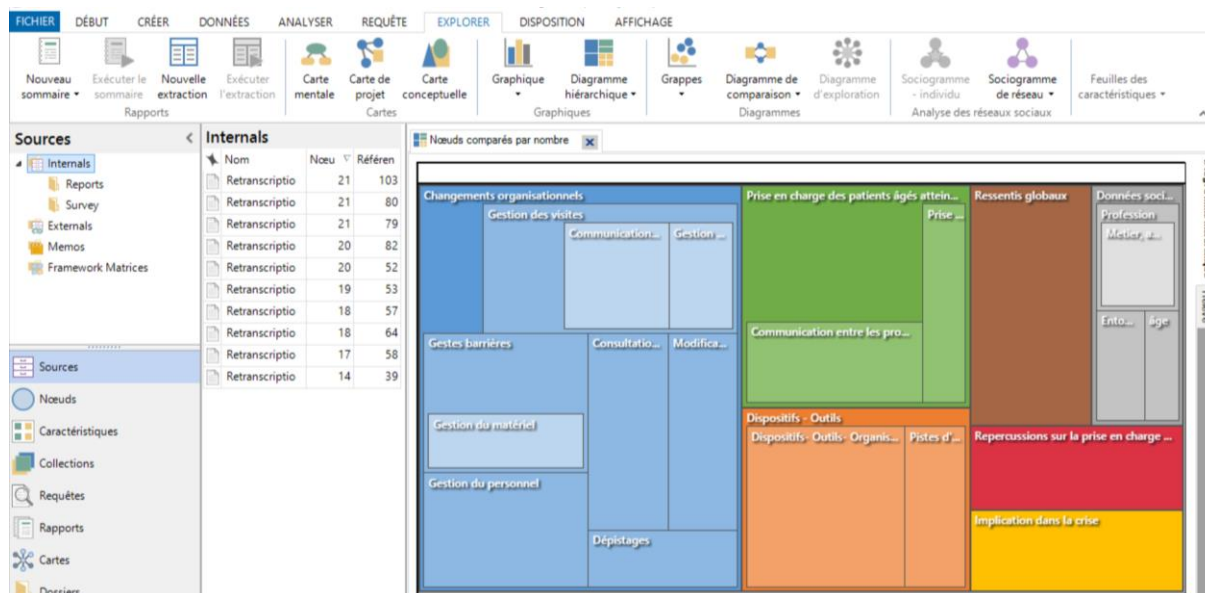 FICHIER DÉBUT CRÉER DONNÉES ANALYSER REQUÊTE EXPLORER DISPOSITION AFFICHAGE
Nouveau sommaire
Exécuter le sommaire
Nouvelle extraction
Exécuter l'extraction
Rapports
Carte mentale
Carte de projet
Carte conceptuelle
Cartes
Graphique
Diagramme hiérarchique
Graphiques
Grappes
Diagramme de comparaison
Diagramme d'exploration
Diagrammes
Sociogramme - individu
Sociogramme de réseau
Analyse des réseaux sociaux
Feuilles des caractéristiques
Sources
Internals
Reports
Survey
Externals
Memos
Framework Matrices
Sources
Nœuds
Caractéristiques
Collections
Requêtes
Rapports
Cartes
Dossiers
Internals
Nom Nœu Référen
Retranscriptio 21 103
Retranscriptio 21 80
Retranscriptio 21 79
Retranscriptio 20 82
Retranscriptio 20 52
Retranscriptio 19 53
Retranscriptio 18 57
Retranscriptio 18 64
Retranscriptio 17 58
Retranscriptio 14 39
Nœuds comparés par nombre
Changements organisationnels
Gestion des visites
Communication...
Gestion ...
Gestes barrières
Consultatio...
Modifica...
Gestion du matériel
Gestion du personnel
Dépistages
Prise en charge des patients âgés attein...
Prise ...
Communication entre les pro...
Dispositifs - Outils
Dispositifs- Outils- Organis...
Pistes d'...
Ressentis globaux
Données soci...
Profession
Metier, a...
Ento...
âge
Repercussions sur la prise en charge ...
Implication dans la crise